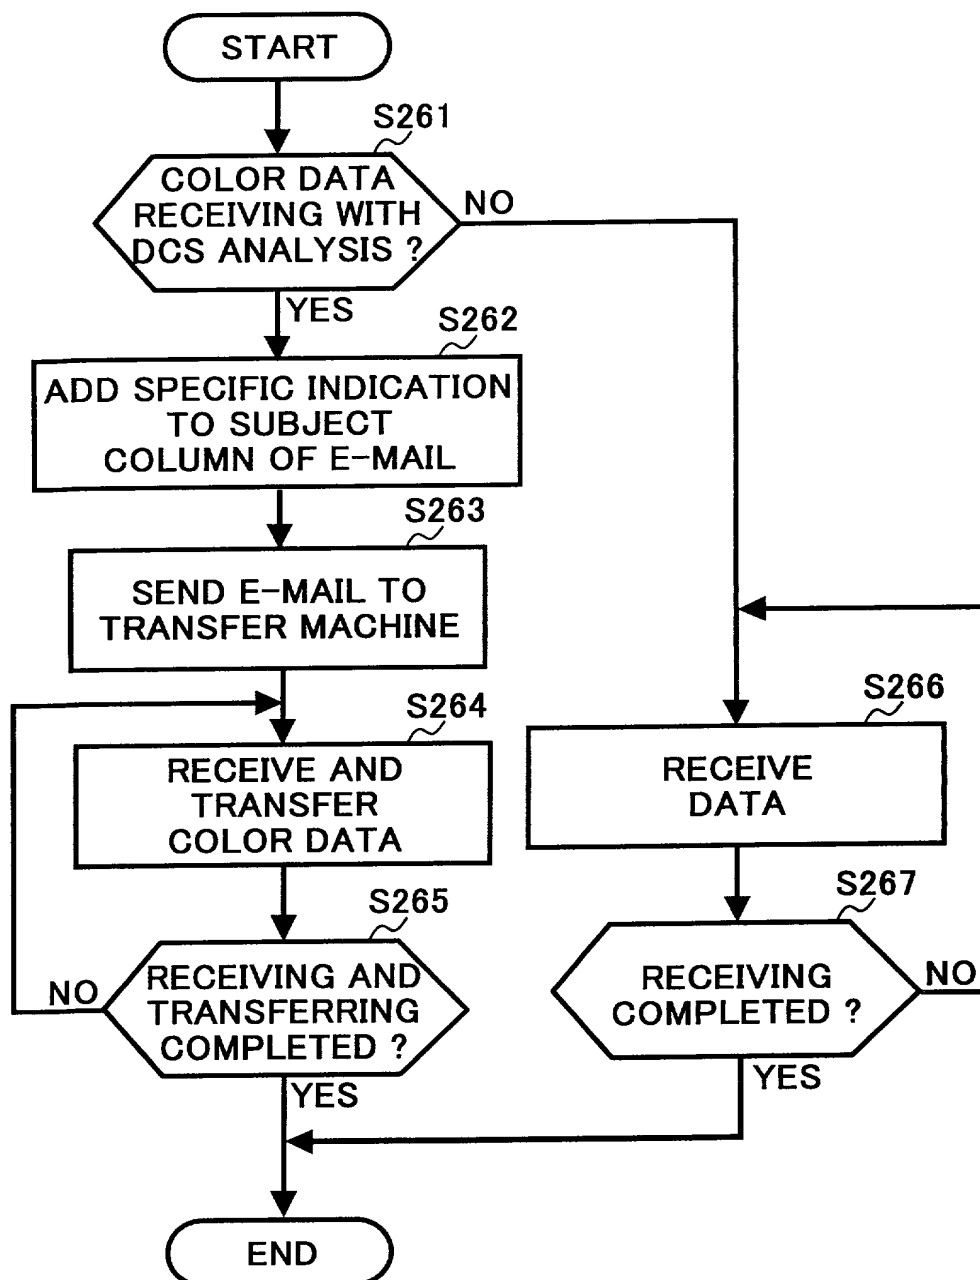 START
S261
COLOR DATA
RECEIVING WITH
DCS ANALYSIS ?
NO
YES
S262
ADD SPECIFIC INDICATION
TO SUBJECT
COLUMN OF E-MAIL
S263
SEND E-MAIL TO
TRANSFER MACHINE
S264
RECEIVE AND
TRANSFER
COLOR DATA
S265
RECEIVING AND
TRANSFERRING
COMPLETED ?
NO
YES
S266
RECEIVE
DATA
S267
RECEIVING
COMPLETED ?
NO
YES
END